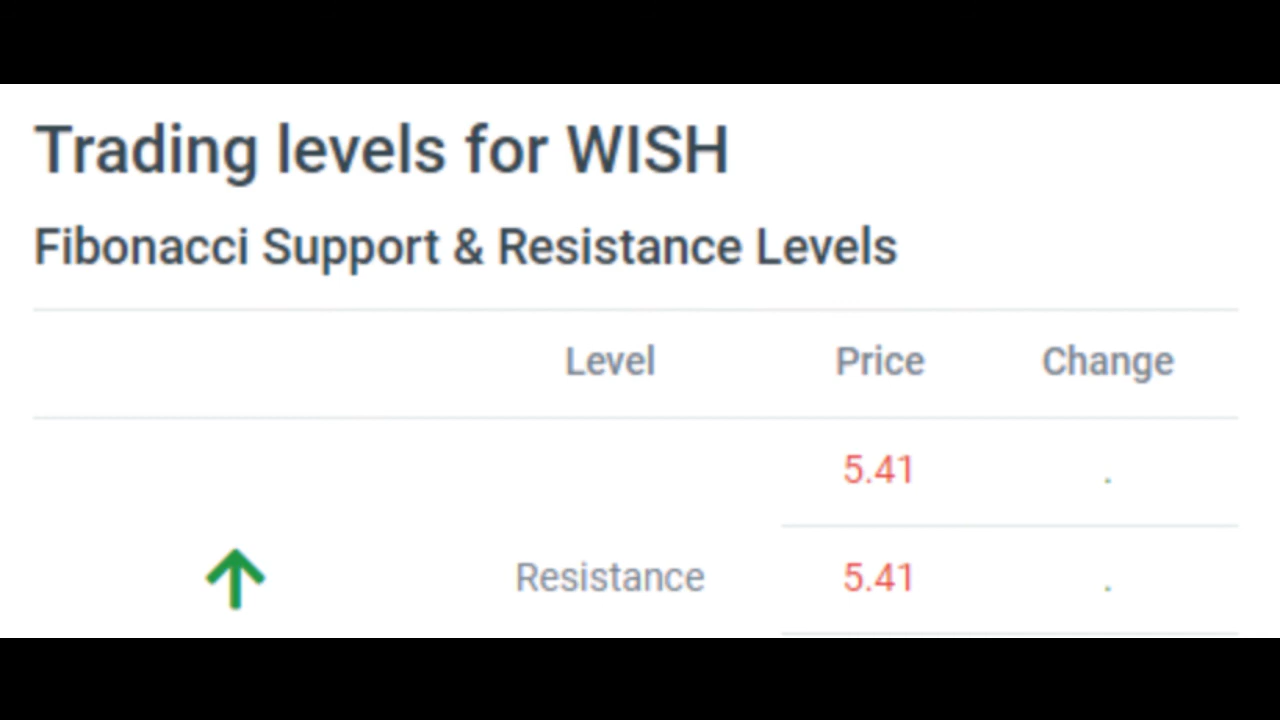 Trading levels for WISH
Fibonacci Support & Resistance Levels
Level Price Change
5.41 .
Resistance 5.41 .